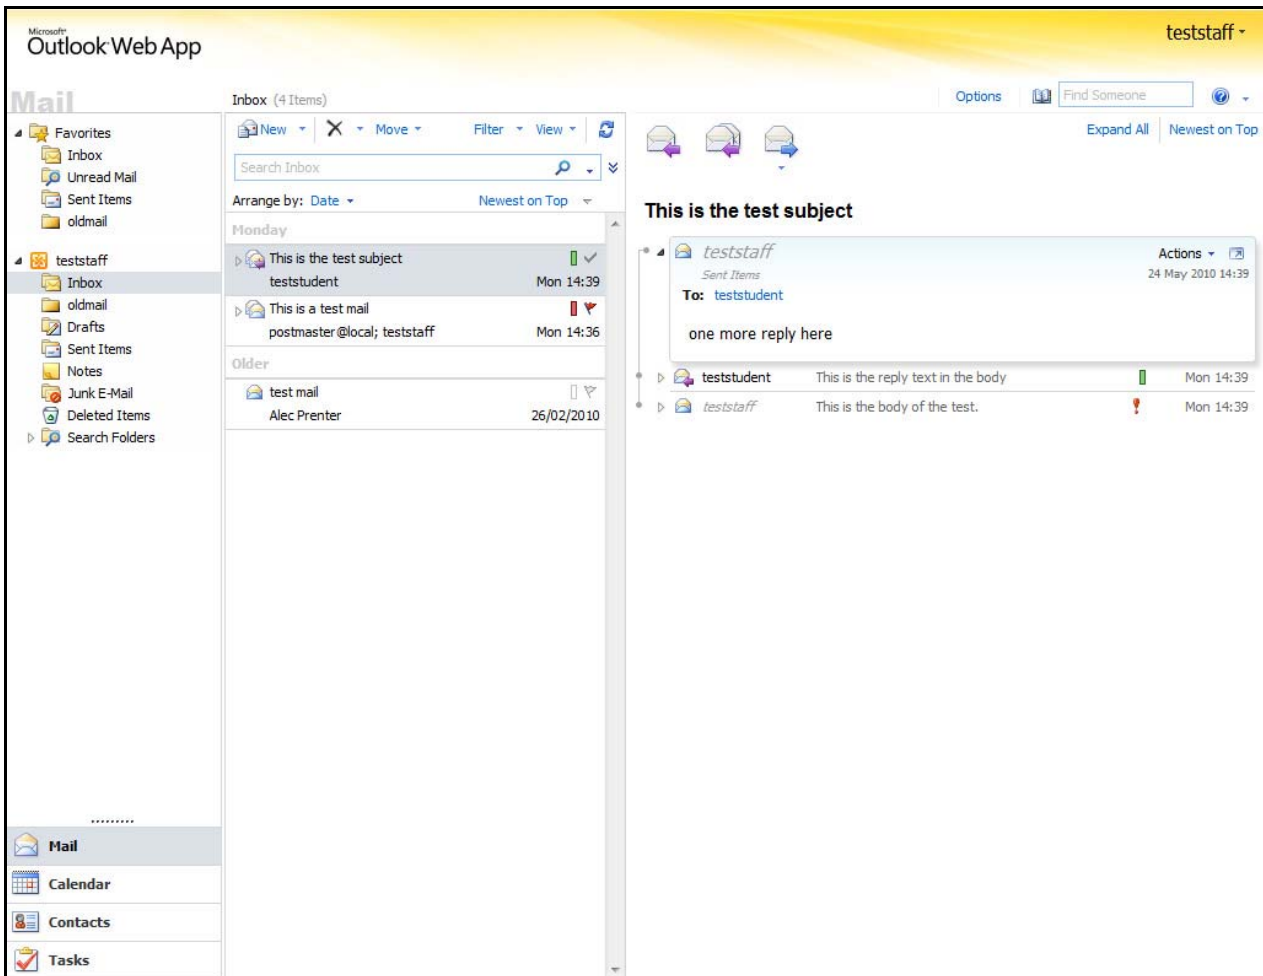 Microsoft®
Outlook Web App
teststaff
Mail
Inbox (4 Items)
Options
Find Someone
Favorites
Inbox
Unread Mail
Sent Items
oldmail
teststaff
Inbox
oldmail
Drafts
Sent Items
Notes
Junk E-Mail
Deleted Items
Search Folders
Mail
Calendar
Contacts
Tasks
New Move Filter View
Search Inbox
Arrange by: Date Newest on Top
Monday
This is the test subject
teststudent Mon 14:39
This is a test mail
postmaster@local; teststaff Mon 14:36
Older
test mail
Alec Prenter 26/02/2010
Expand All Newest on Top
This is the test subject
teststaff Actions
Sent Items 24 May 2010 14:39
To: teststudent
one more reply here
teststudent This is the reply text in the body Mon 14:39
teststaff This is the body of the test. Mon 14:39